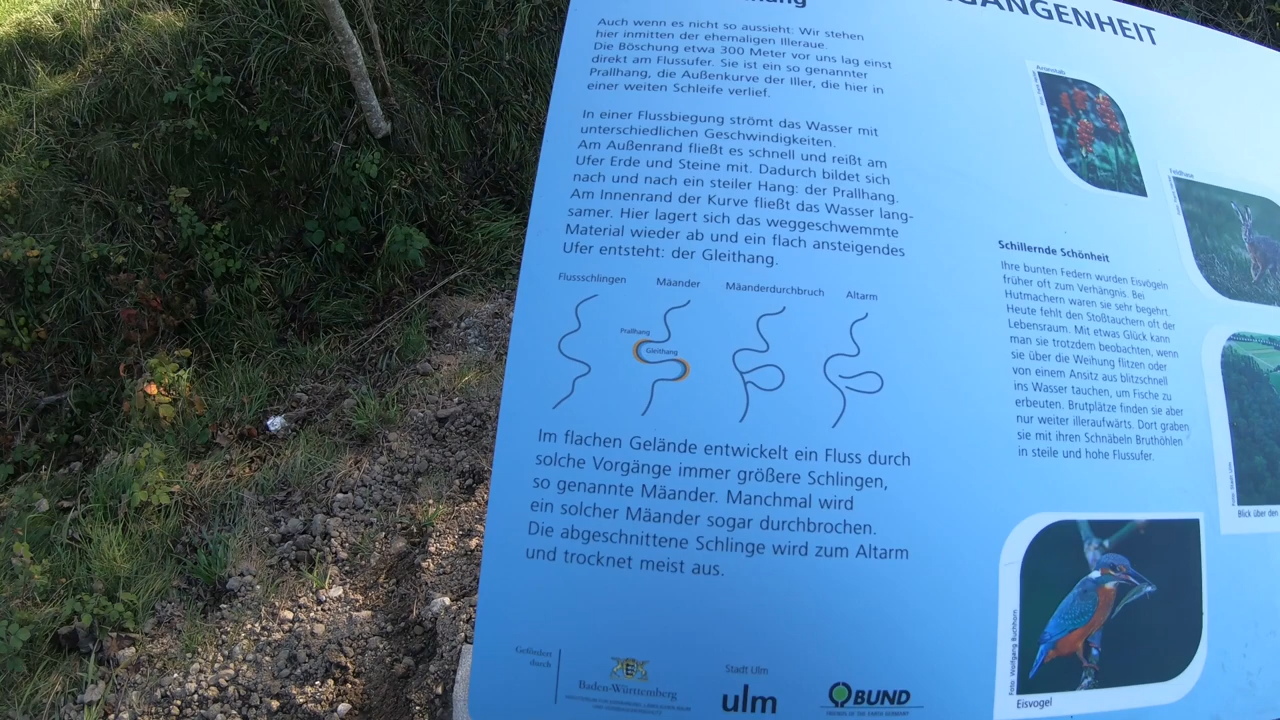 GANGENHEIT
Auch wenn es nicht so aussieht: Wir stehen
hier inmitten der ehemaligen Illeraue.
Die Böschung etwa 300 Meter vor uns lag einst
direkt am Flussufer. Sie ist ein so genannter
Prallhang, die Außenkurve der Iller, die hier in
einer weiten Schleife verlief.
In einer Flussbiegung strömt das Wasser mit
unterschiedlichen Geschwindigkeiten.
Am Außenrand fließt es schnell und reißt am
Ufer Erde und Steine mit. Dadurch bildet sich
nach und nach ein steiler Hang: der Prallhang.
Am Innenrand der Kurve fließt das Wasser lang-
samer. Hier lagert sich das weggeschwemmte
Material wieder ab und ein flach ansteigendes
Ufer entsteht: der Gleithang.
Flussschlingen Mäander Mäanderdurchbruch Altarm
Prallhang
Gleithang
Im flachen Gelände entwickelt ein Fluss durch
solche Vorgänge immer größere Schlingen,
so genannte Mäander. Manchmal wird
ein solcher Mäander sogar durchbrochen.
Die abgeschnittene Schlinge wird zum Altarm
und trocknet meist aus.
Gefördert
durch
Baden-Württemberg
Stadt Ulm
ulm
BUND
FRIENDS OF THE EARTH GERMANY
Aronstab
Feldhase
Schillernde Schönheit
Ihre bunten Federn wurden Eisvögeln
früher oft zum Verhängnis. Bei
Hutmachern waren sie sehr begehrt.
Heute fehlt den Stoßtauchern oft der
Lebensraum. Mit etwas Glück kann
man sie trotzdem beobachten, wenn
sie über die Weihung flitzen oder
von einem Ansitz aus blitzschnell
ins Wasser tauchen, um Fische zu
erbeuten. Brutplätze finden sie aber
nur weiter illeraufwärts. Dort graben
sie mit ihren Schnäbeln Bruthöhlen
in steile und hohe Flussufer.
Foto: Stadt Ulm
Blick über den
Foto: Wolfgang Buchhorn
Eisvogel